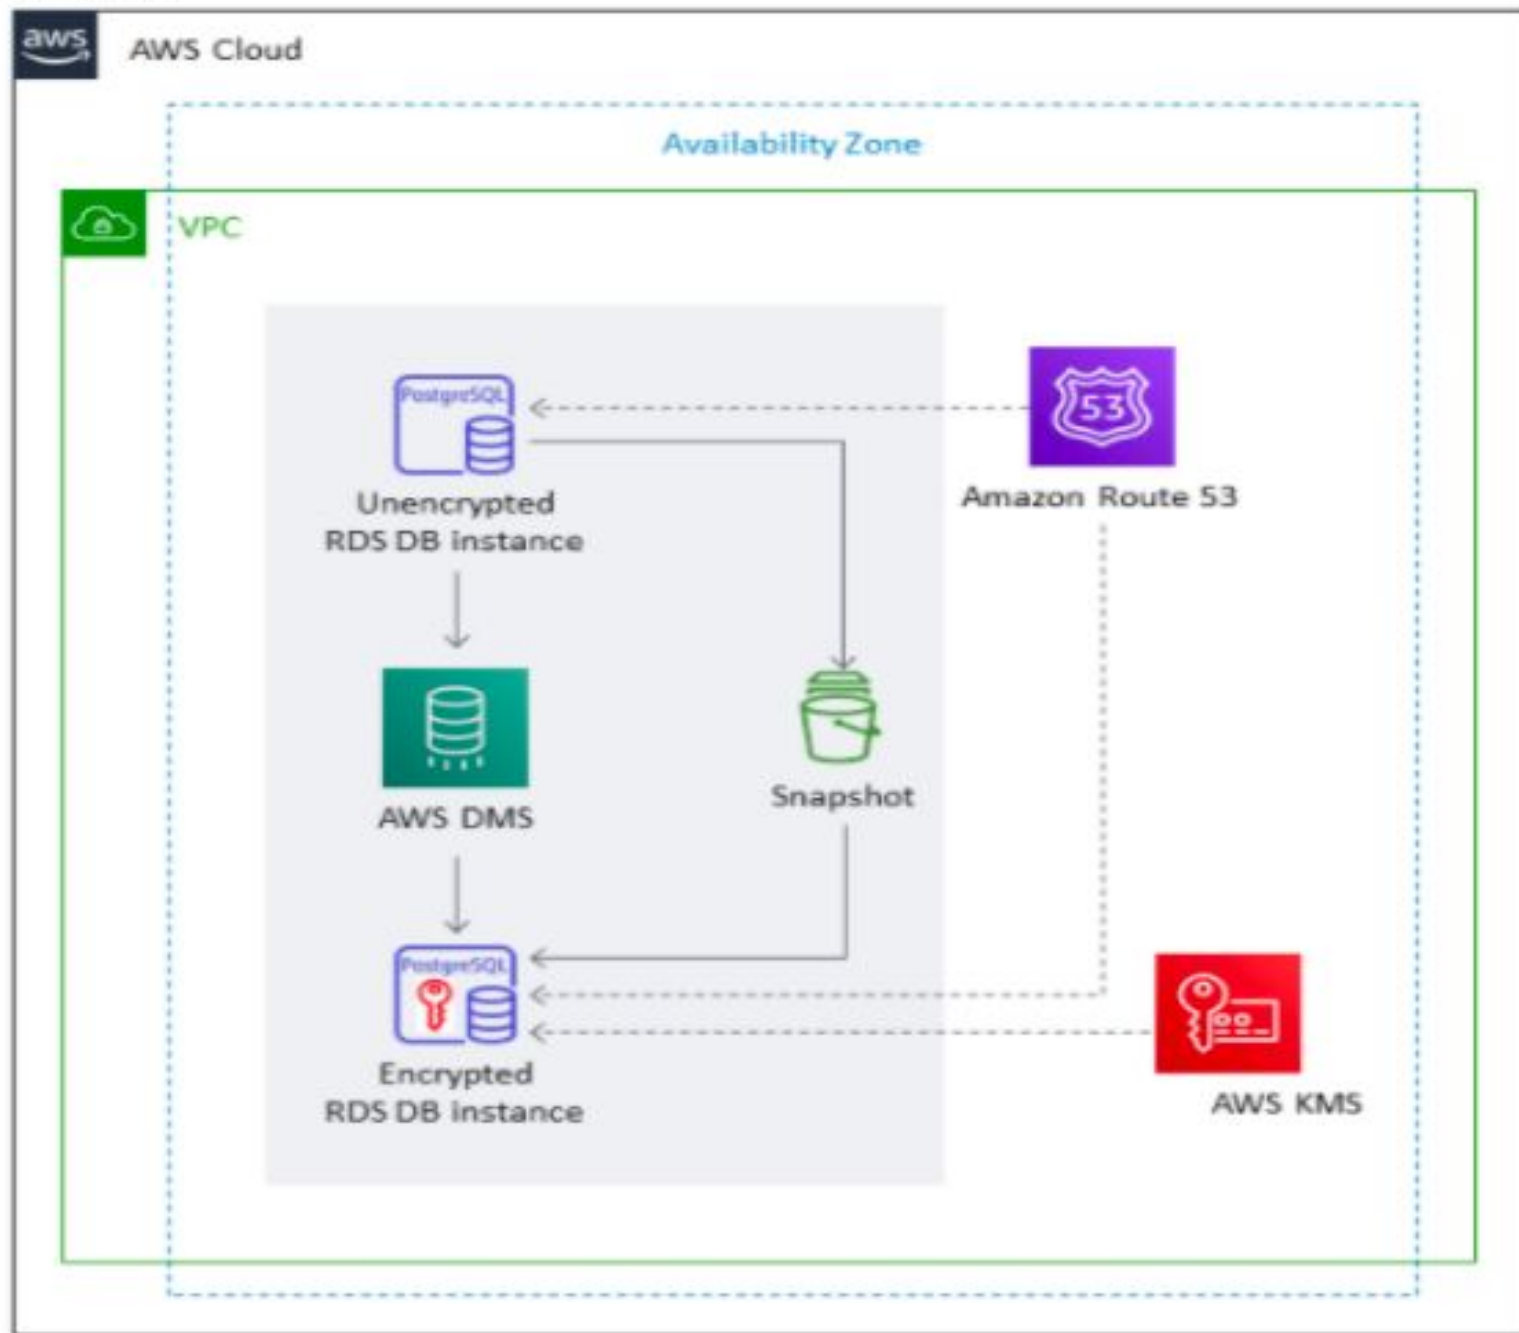 aws
AWS Cloud
Availability Zone
VPC
PostgreSQL
Unencrypted
RDS DB instance
53
Amazon Route 53
AWS DMS
Snapshot
PostgreSQL
Encrypted
RDS DB instance
AWS KMS